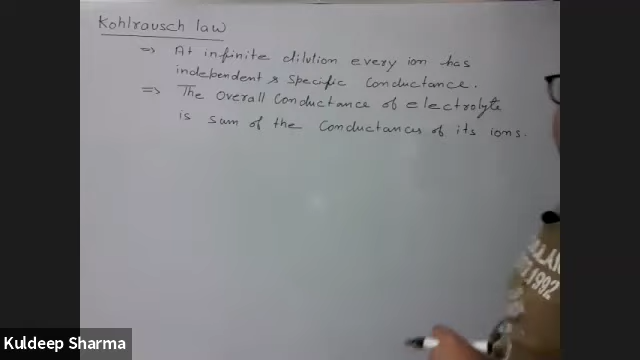 Kohlrausch law
⇒ At infinite dilution every ion has
independent & specific conductance.
⇒ The overall conductance of electrolyte
is sum of the conductances of its ions.
1992
Kuldeep Sharma